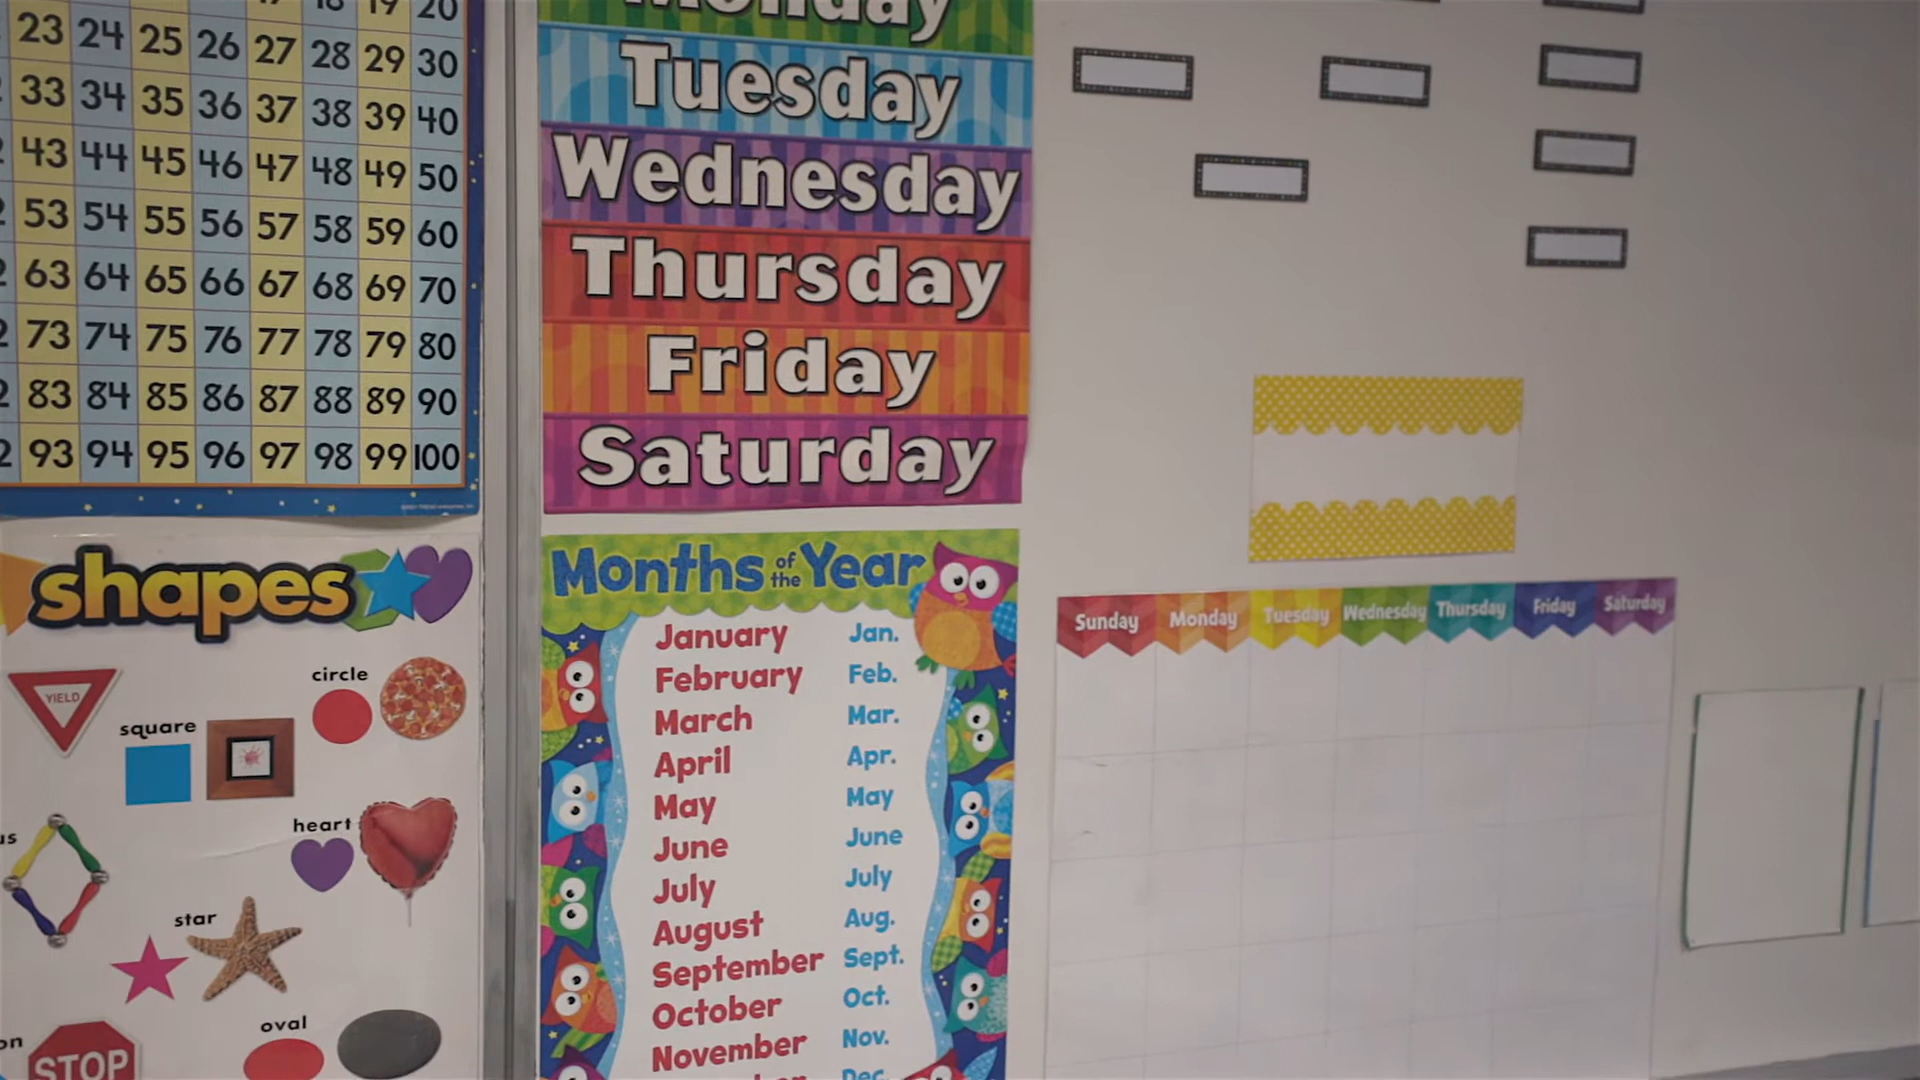 18 19 20
23 24 25 26 27 28 29 30
33 34 35 36 37 38 39 40
43 44 45 46 47 48 49 50
53 54 55 56 57 58 59 60
63 64 65 66 67 68 69 70
73 74 75 76 77 78 79 80
83 84 85 86 87 88 89 90
93 94 95 96 97 98 99 100
shapes
YIELD
circle
square
heart
star
oval
STOP
Monday
Tuesday
Wednesday
Thursday
Friday
Saturday
Months of the Year
January Jan.
February Feb.
March Mar.
April Apr.
May May
June June
July July
August Aug.
September Sept.
October Oct.
November Nov.
Dec.
Sunday Monday Tuesday Wednesday Thursday Friday Saturday